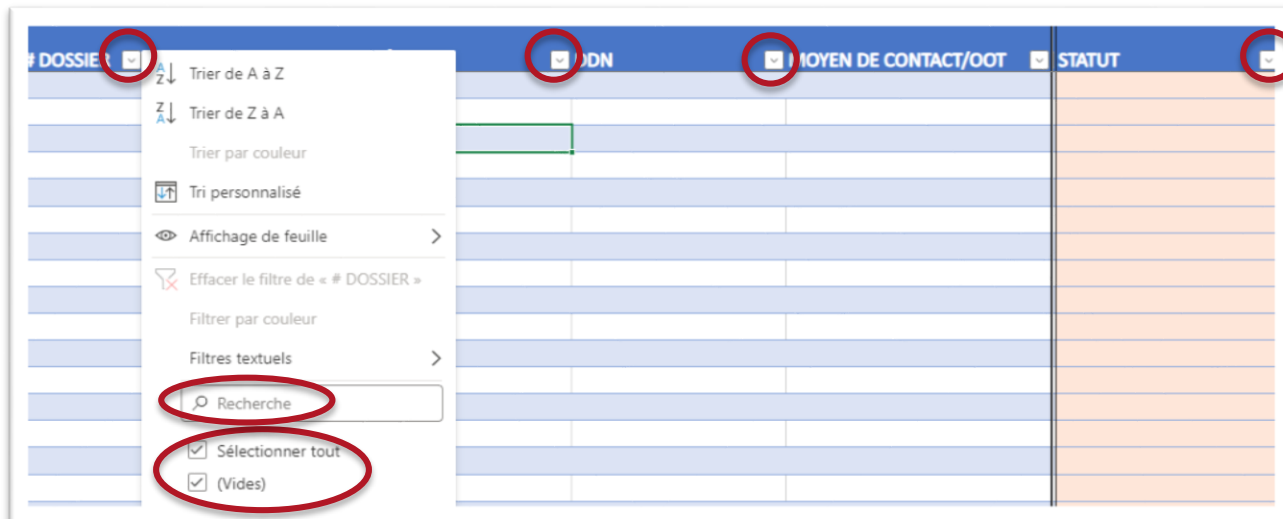 # DOSSIER DDN MOYEN DE CONTACT/OOT STATUT
Trier de A à Z
Trier de Z à A
Trier par couleur
Tri personnalisé
Affichage de feuille
Effacer le filtre de « # DOSSIER »
Filtrer par couleur
Filtres textuels
Recherche
Sélectionner tout
(Vides)